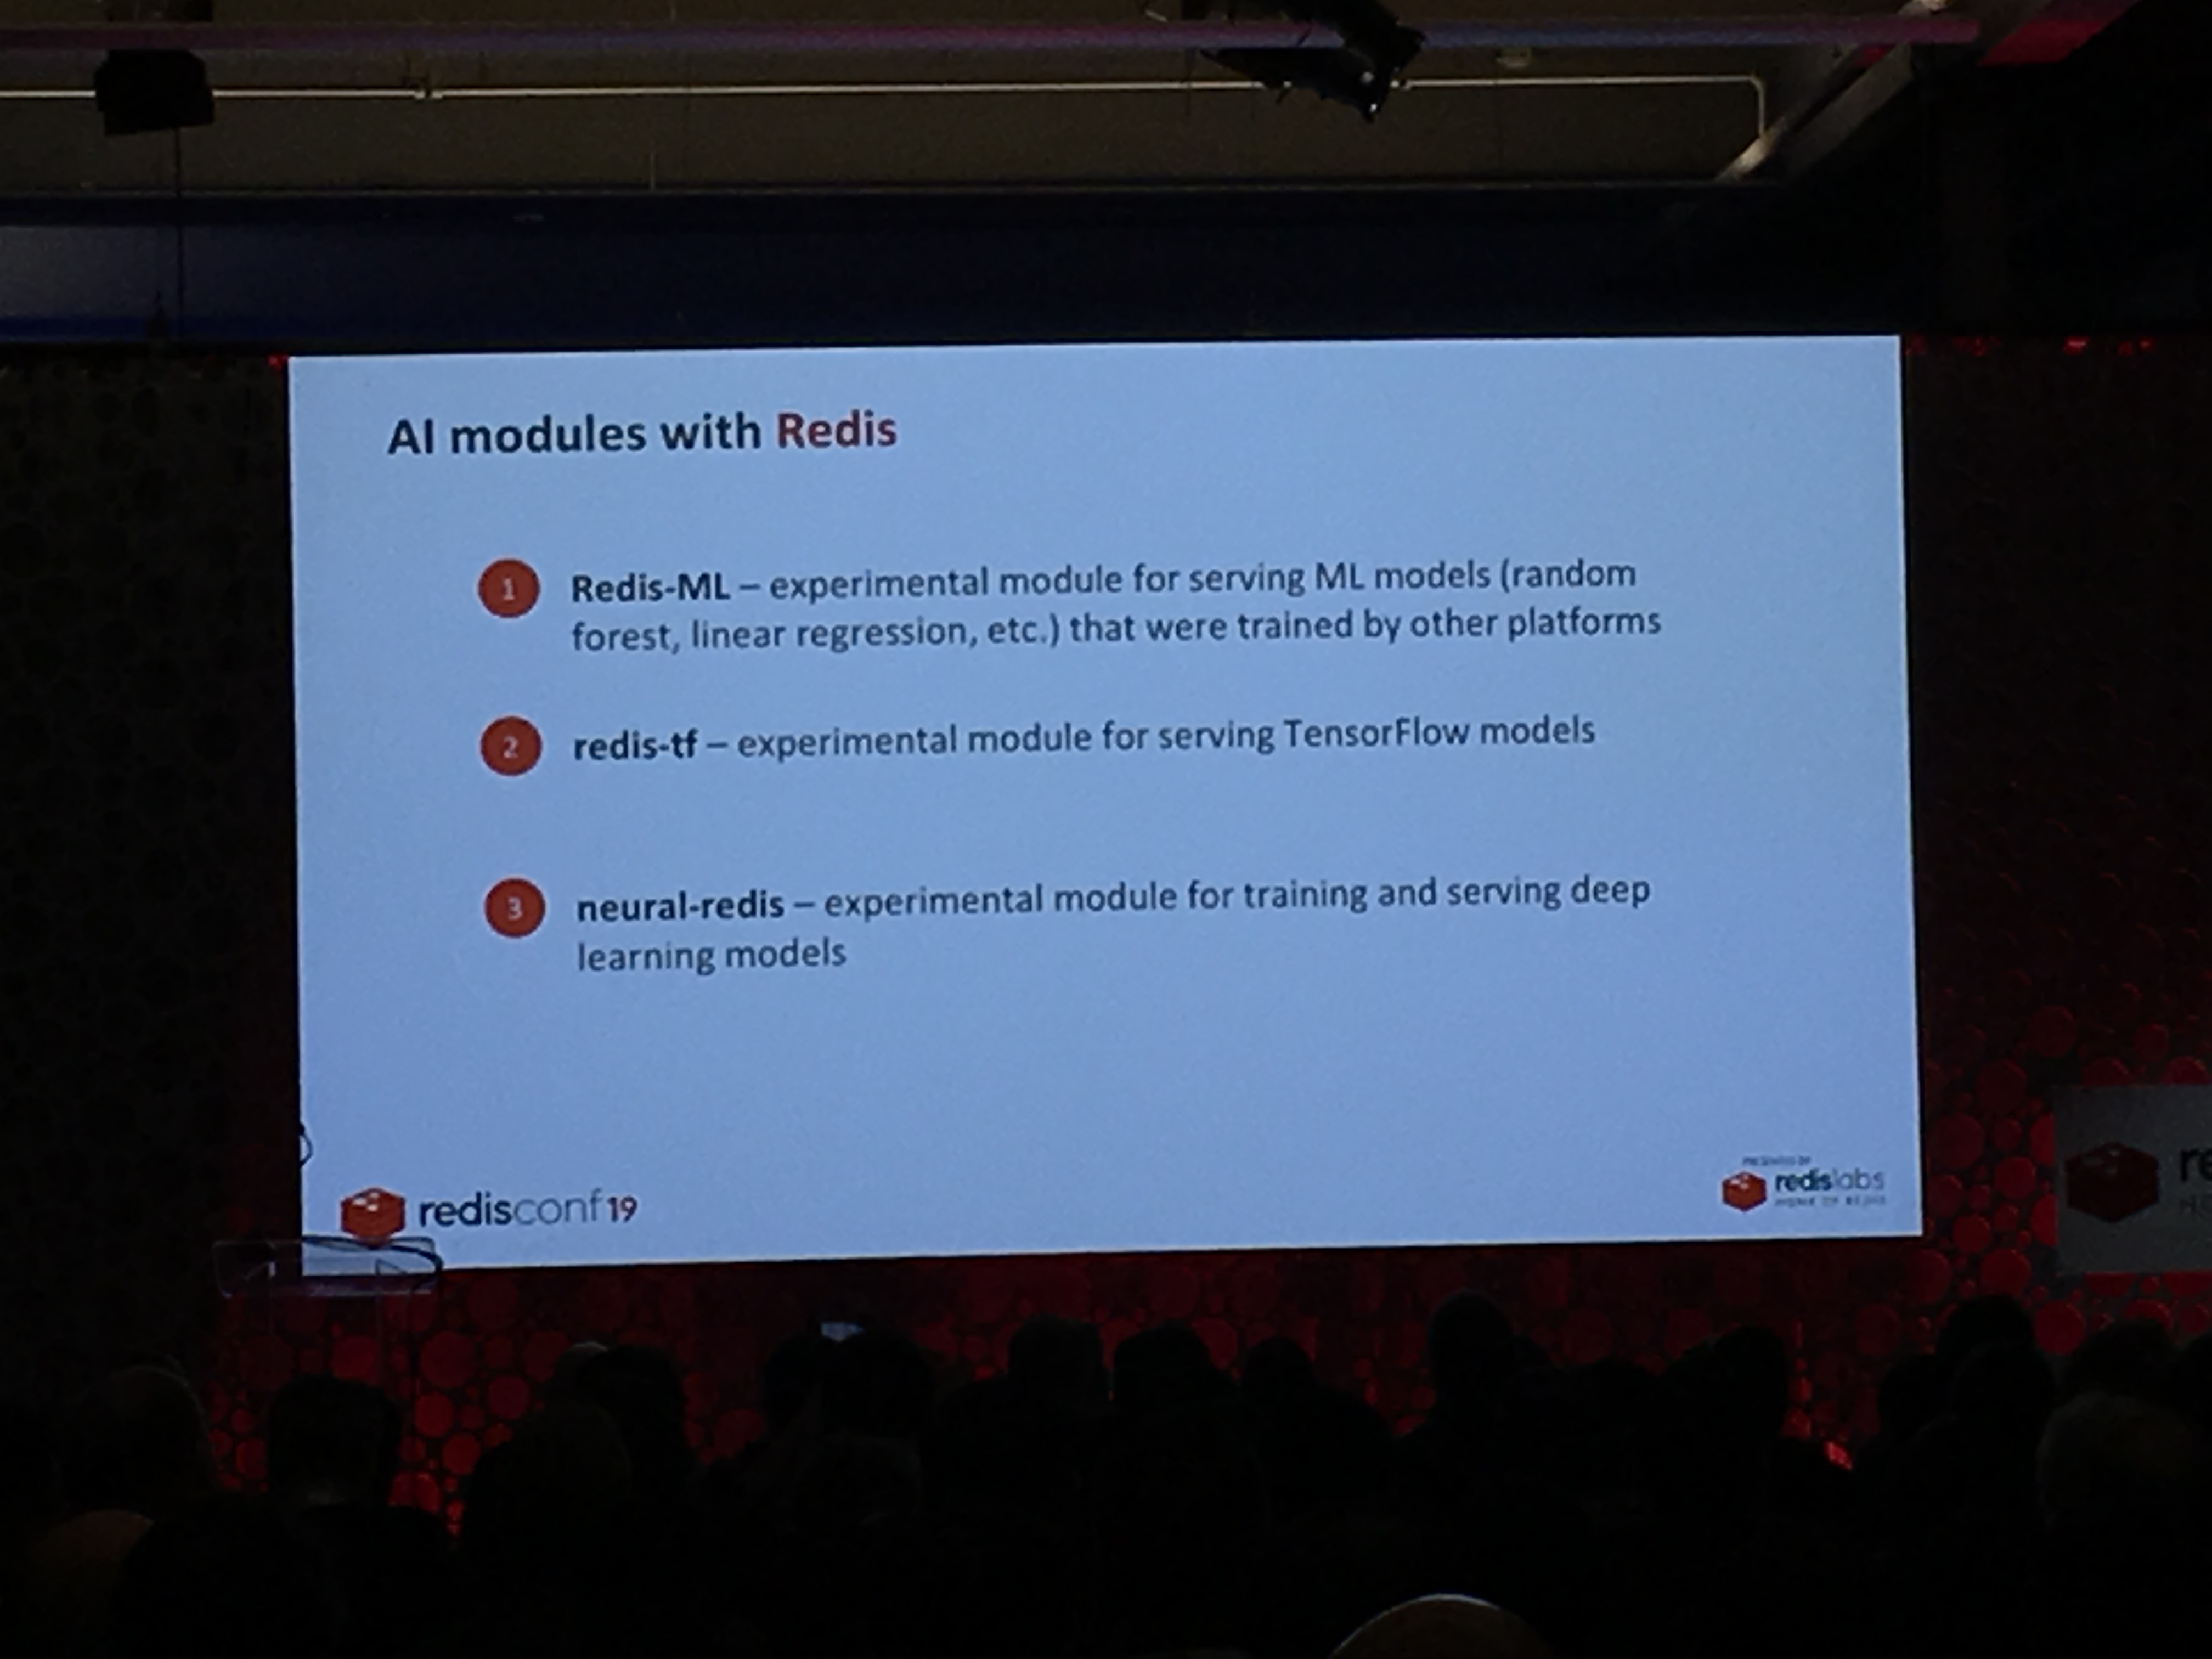 AI modules with Redis
1
Redis-ML – experimental module for serving ML models (random
forest, linear regression, etc.) that were trained by other platforms
2
redis-tf – experimental module for serving TensorFlow models
3
neural-redis – experimental module for training and serving deep
learning models
redisconf19
PRESENTED BY
redislabs
HOME OF REDIS
re
H